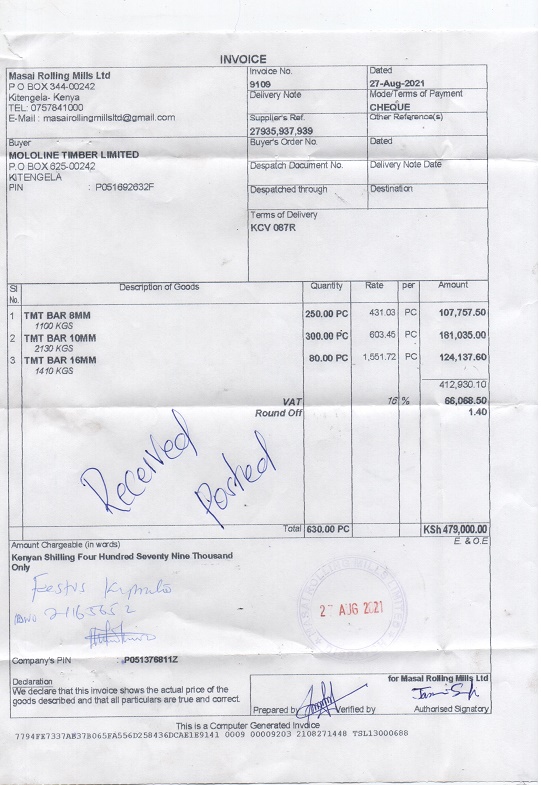 INVOICE
Masai Rolling Mills Ltd
P O BOX 344-00242
Kitengela- Kenya
TEL: 0757841000
E-Mail : masairollingmillsltd@gmail.com
Invoice No.
9109
Dated
27-Aug-2021
Delivery Note
Mode/Terms of Payment
CHEQUE
Supplier's Ref.
27935,937,939
Other Reference(s)
Buyer
MOLOLINE TIMBER LIMITED
P.O BOX 625-00242
KITENGELA
PIN : P051692632F
Buyer's Order No.
Dated
Despatch Document No.
Delivery Note Date
Despatched through
Destination
Terms of Delivery
KCV 087R
Sl No. Description of Goods Quantity Rate per Amount
1 TMT BAR 8MM 250.00 PC 431.03 PC 107,757.50
1100 KGS
2 TMT BAR 10MM 300.00 PC 603.45 PC 181,035.00
2130 KGS
3 TMT BAR 16MM 80.00 PC 1,551.72 PC 124,137.60
1410 KGS
412,930.10
VAT 16 % 66,068.50
Round Off 1.40
Received
Posted
Total 630.00 PC KSh 479,000.00
Amount Chargeable (in words)
E. & O.E
Kenyan Shilling Four Hundred Seventy Nine Thousand
Only
Festus
2 AUG 2021
Company's PIN : P051376811Z
Declaration
We declare that this invoice shows the actual price of the
goods described and that all particulars are true and correct.
for Masai Rolling Mills Ltd
Prepared by Verified by Authorised Signatory
This is a Computer Generated Invoice
7794FE7337AB37B065FA556D258436DCAE1E9141 0009 00009203 2108271448 TSL13000688